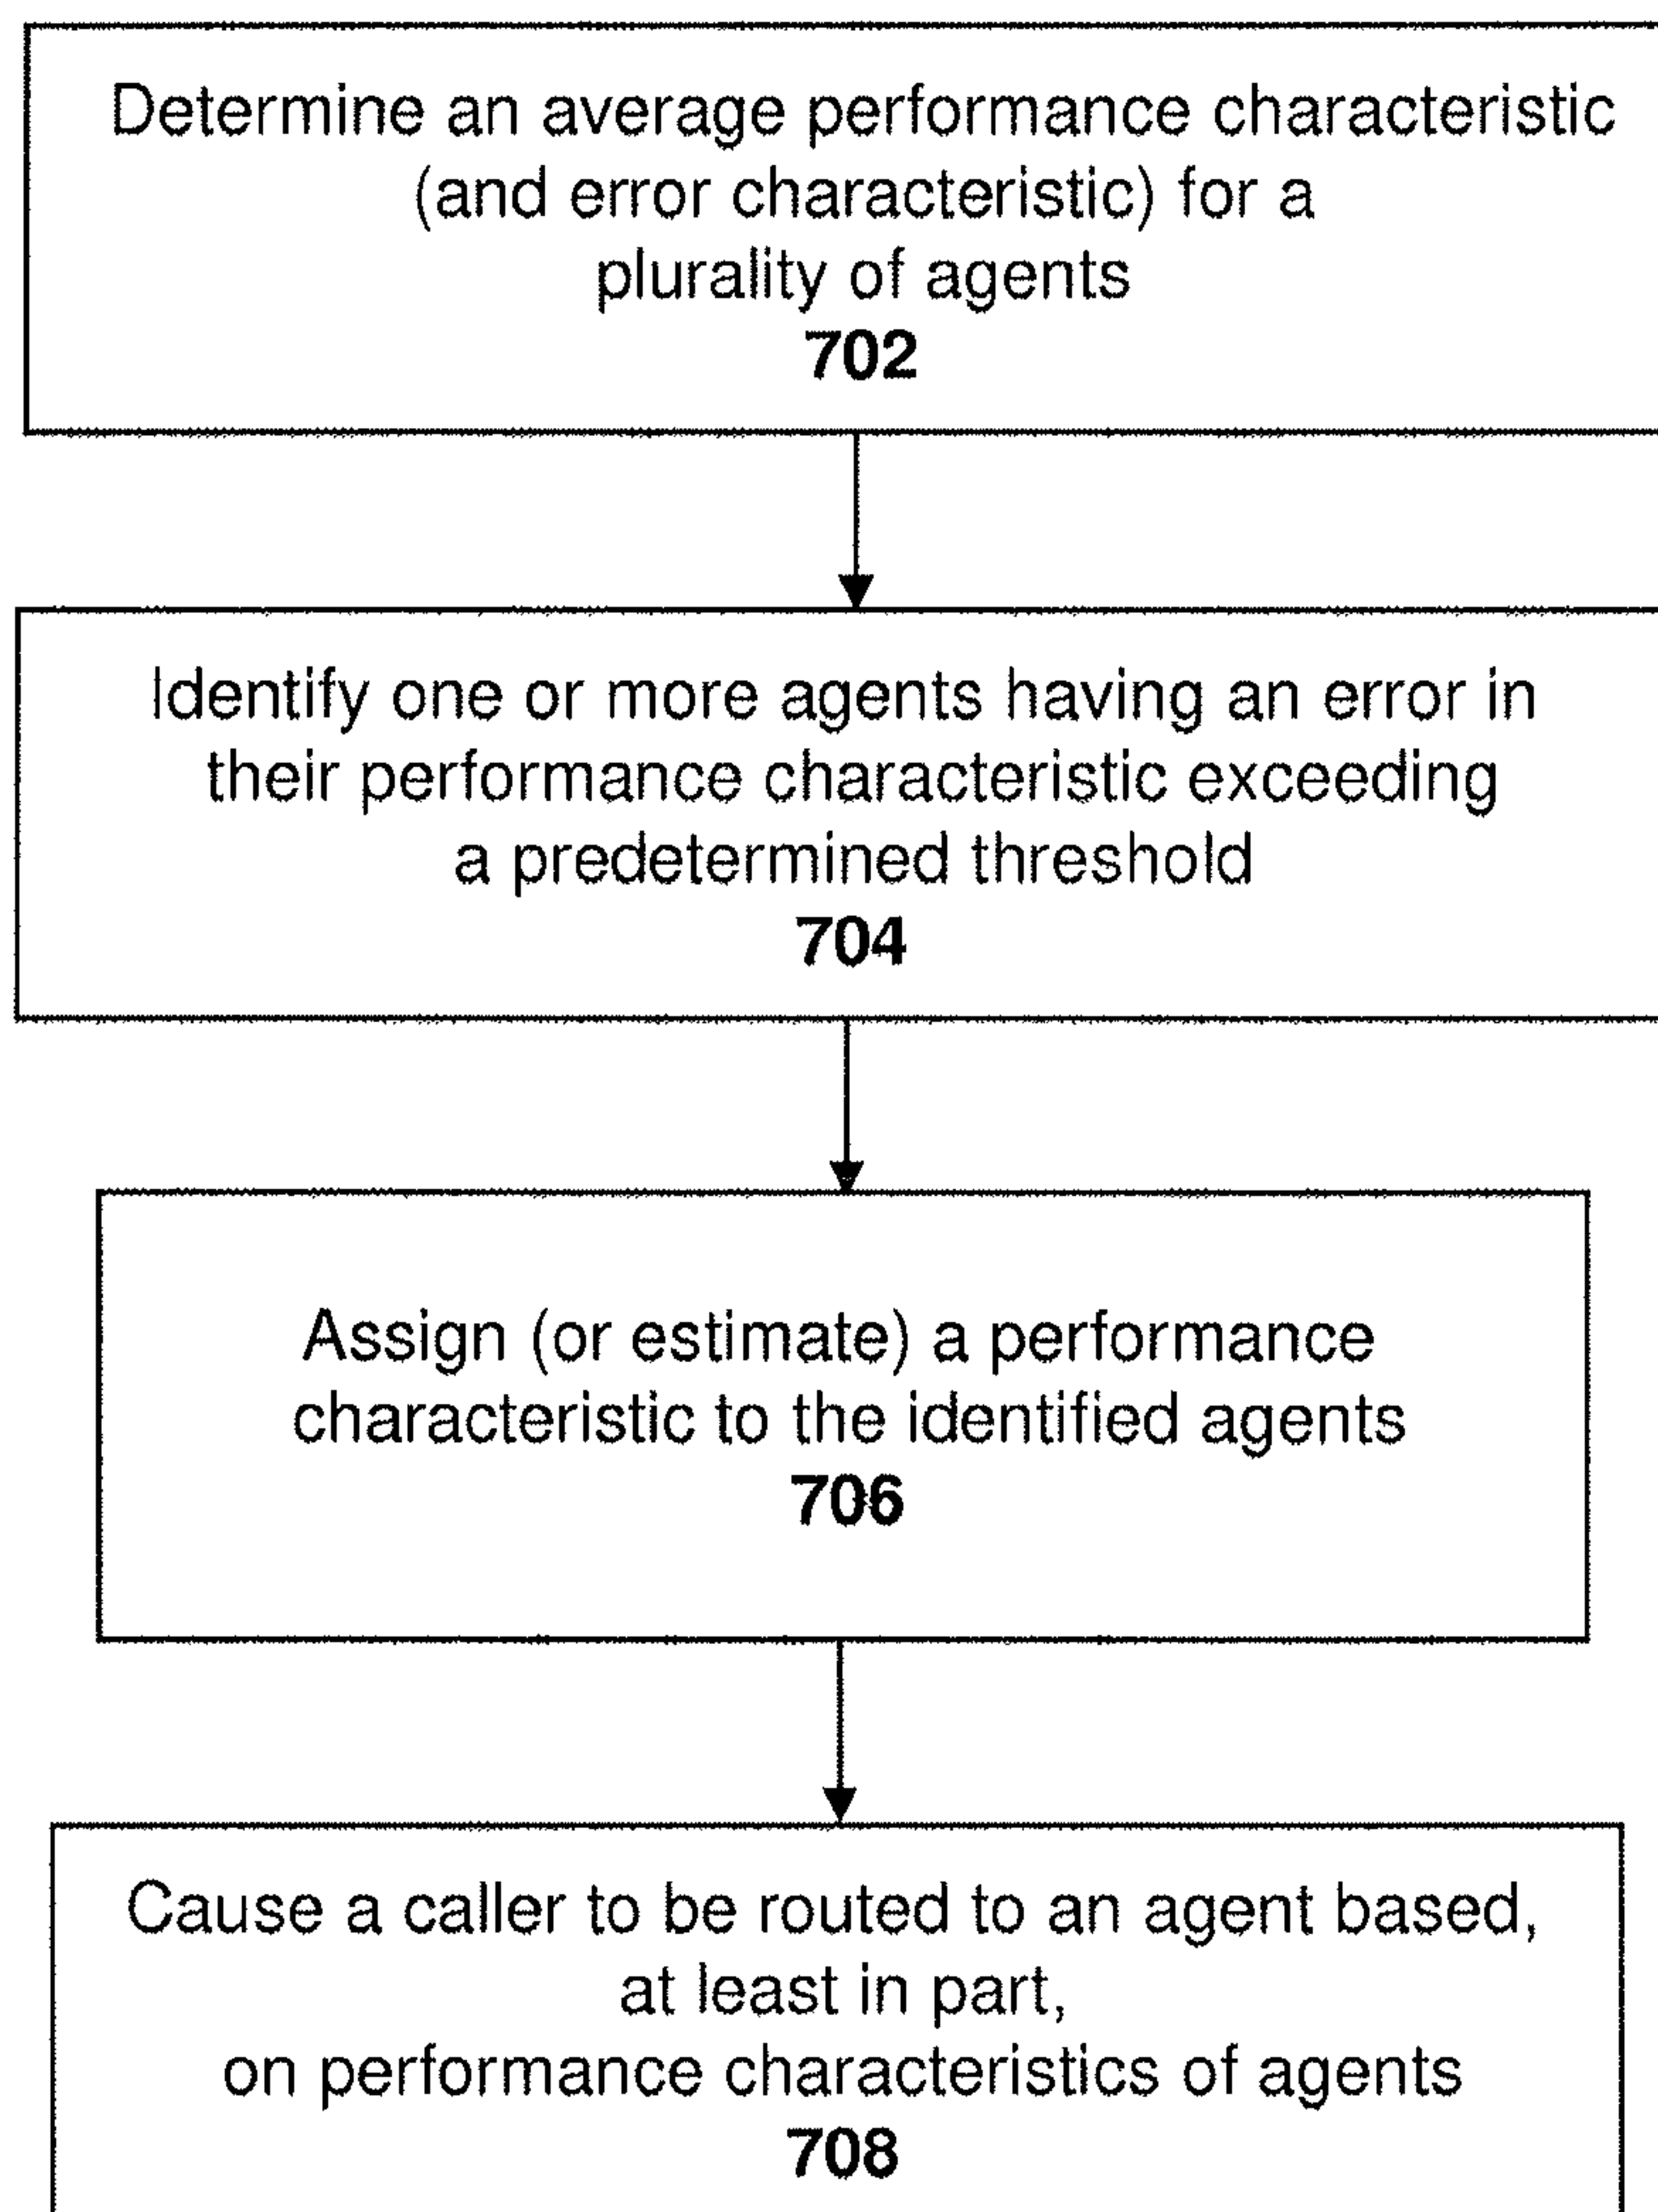 Determine an average performance characteristic
(and error characteristic) for a
plurality of agents
702
Identify one or more agents having an error in
their performance characteristic exceeding
a predetermined threshold
704
Assign (or estimate) a performance
characteristic to the identified agents
706
Cause a caller to be routed to an agent based,
at least in part,
on performance characteristics of agents
708